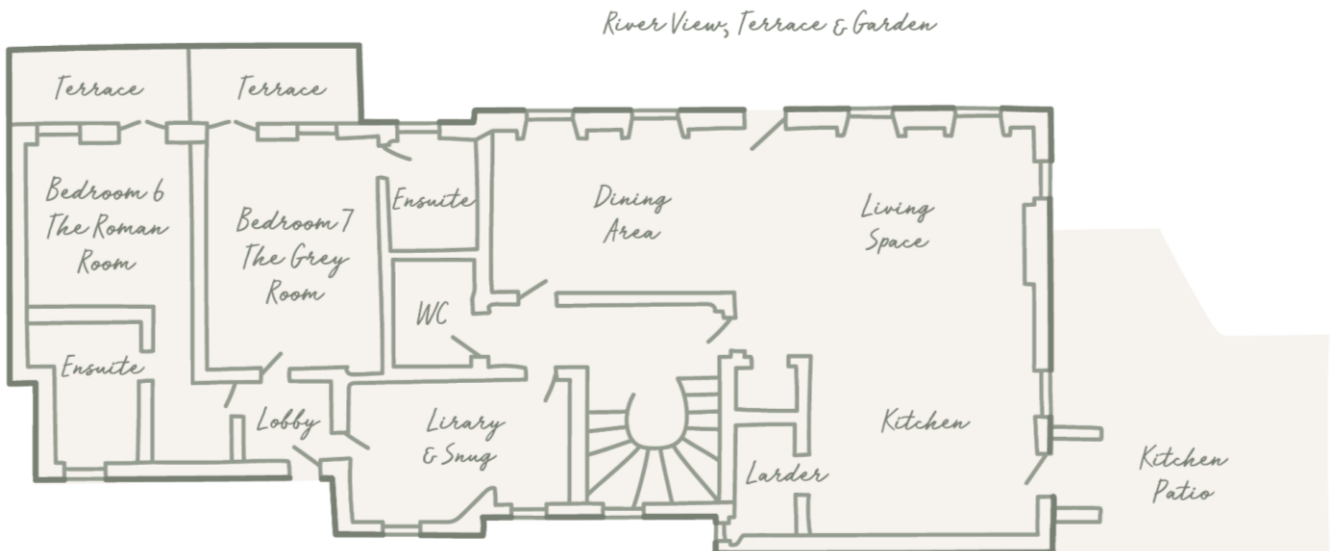 River View, Terrace & Garden
Terrace
Terrace
Bedroom 6
The Roman
Room
Bedroom 7
The Grey
Room
Ensuite
Dining
Area
Living
Space
WC
Ensuite
Lobby
Lirary
& Snug
Kitchen
Larder
Kitchen
Patio